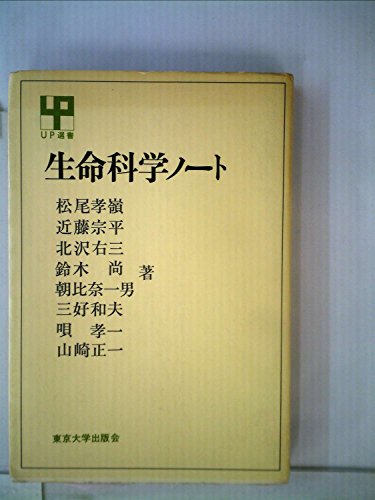 UP
UP選書
生命科学ノート
松尾孝嶺
近藤宗平
北沢右三
鈴木 尚
朝比奈一男
三好和夫
唄 孝一
山崎正一
著
東京大学出版会